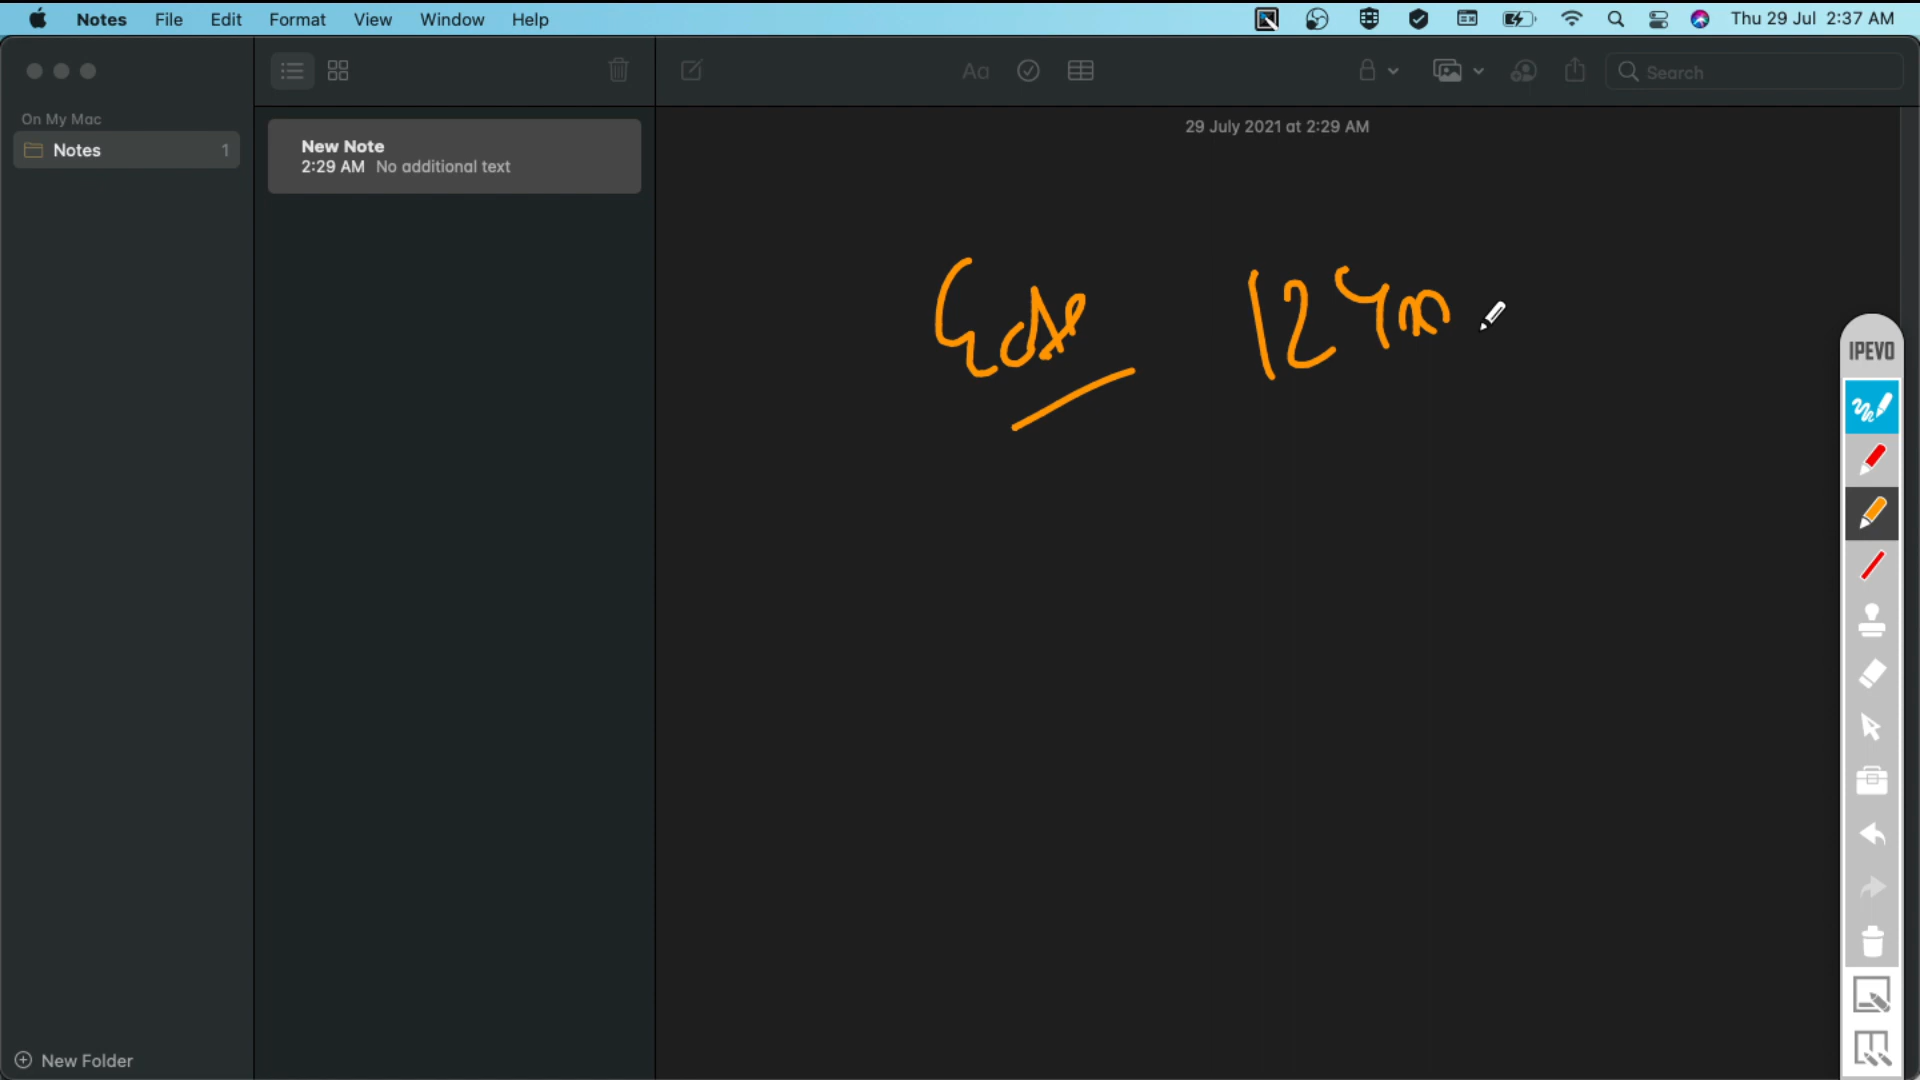 Notes File Edit Format View Window Help Thu 29 Jul 2:37 AM
Aa Search
On My Mac
Notes 1
New Note
2:29 AM No additional text
29 July 2021 at 2:29 AM
124m
IPEVO
New Folder